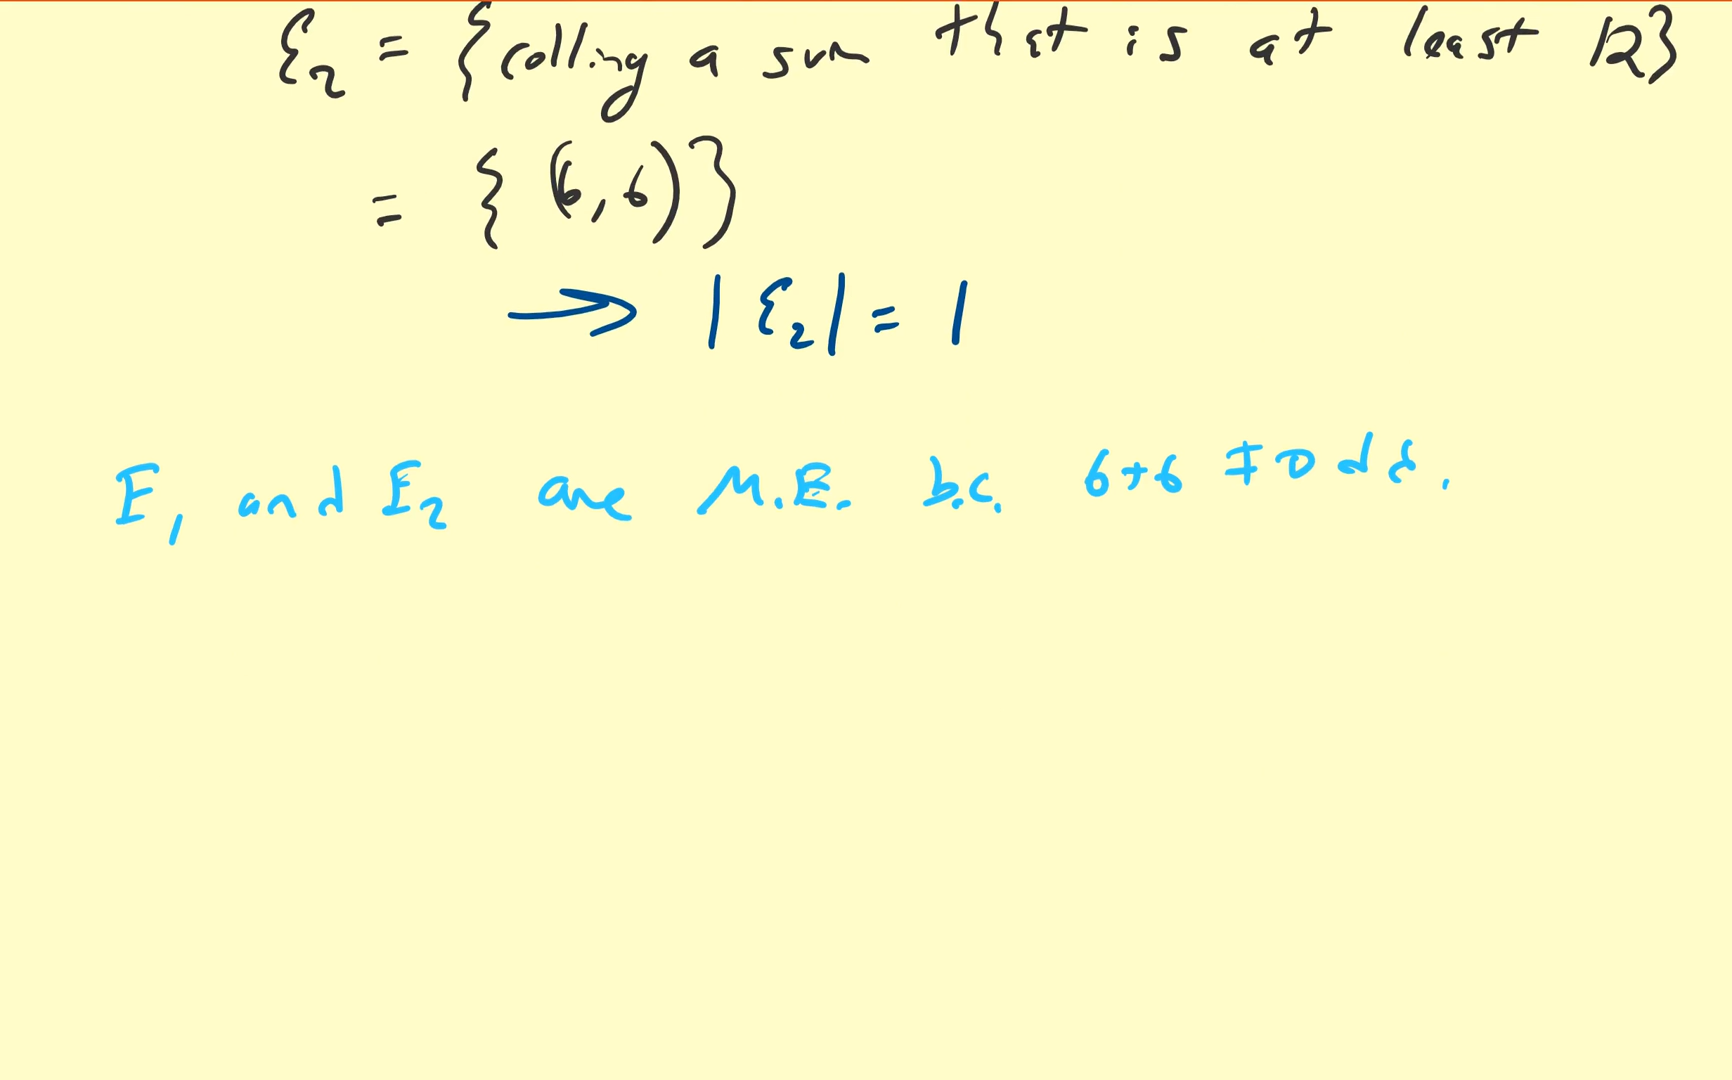 E₂ = {rolling a sum that is at least 12}
= { (6,6)}
→ |E₂| = 1
E₁ and E₂ are M.E. b.c. 6+6 ≠ odd.